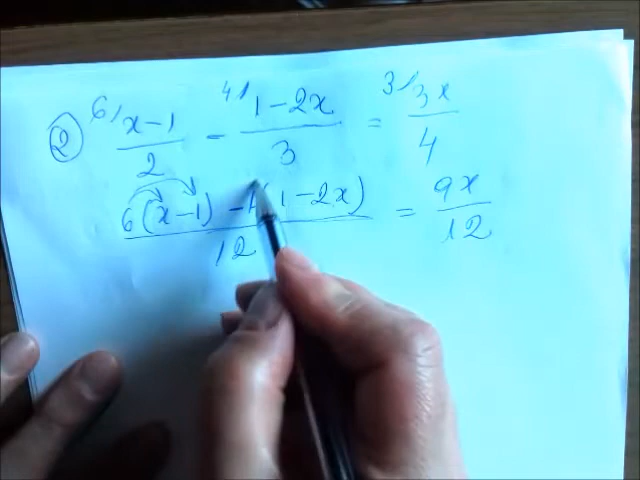 ② 6/ x-1/2 - 4/ 1-2x/3 = 3/ 3x/4
6(x-1) - 4(1-2x)/12 = 9x/12